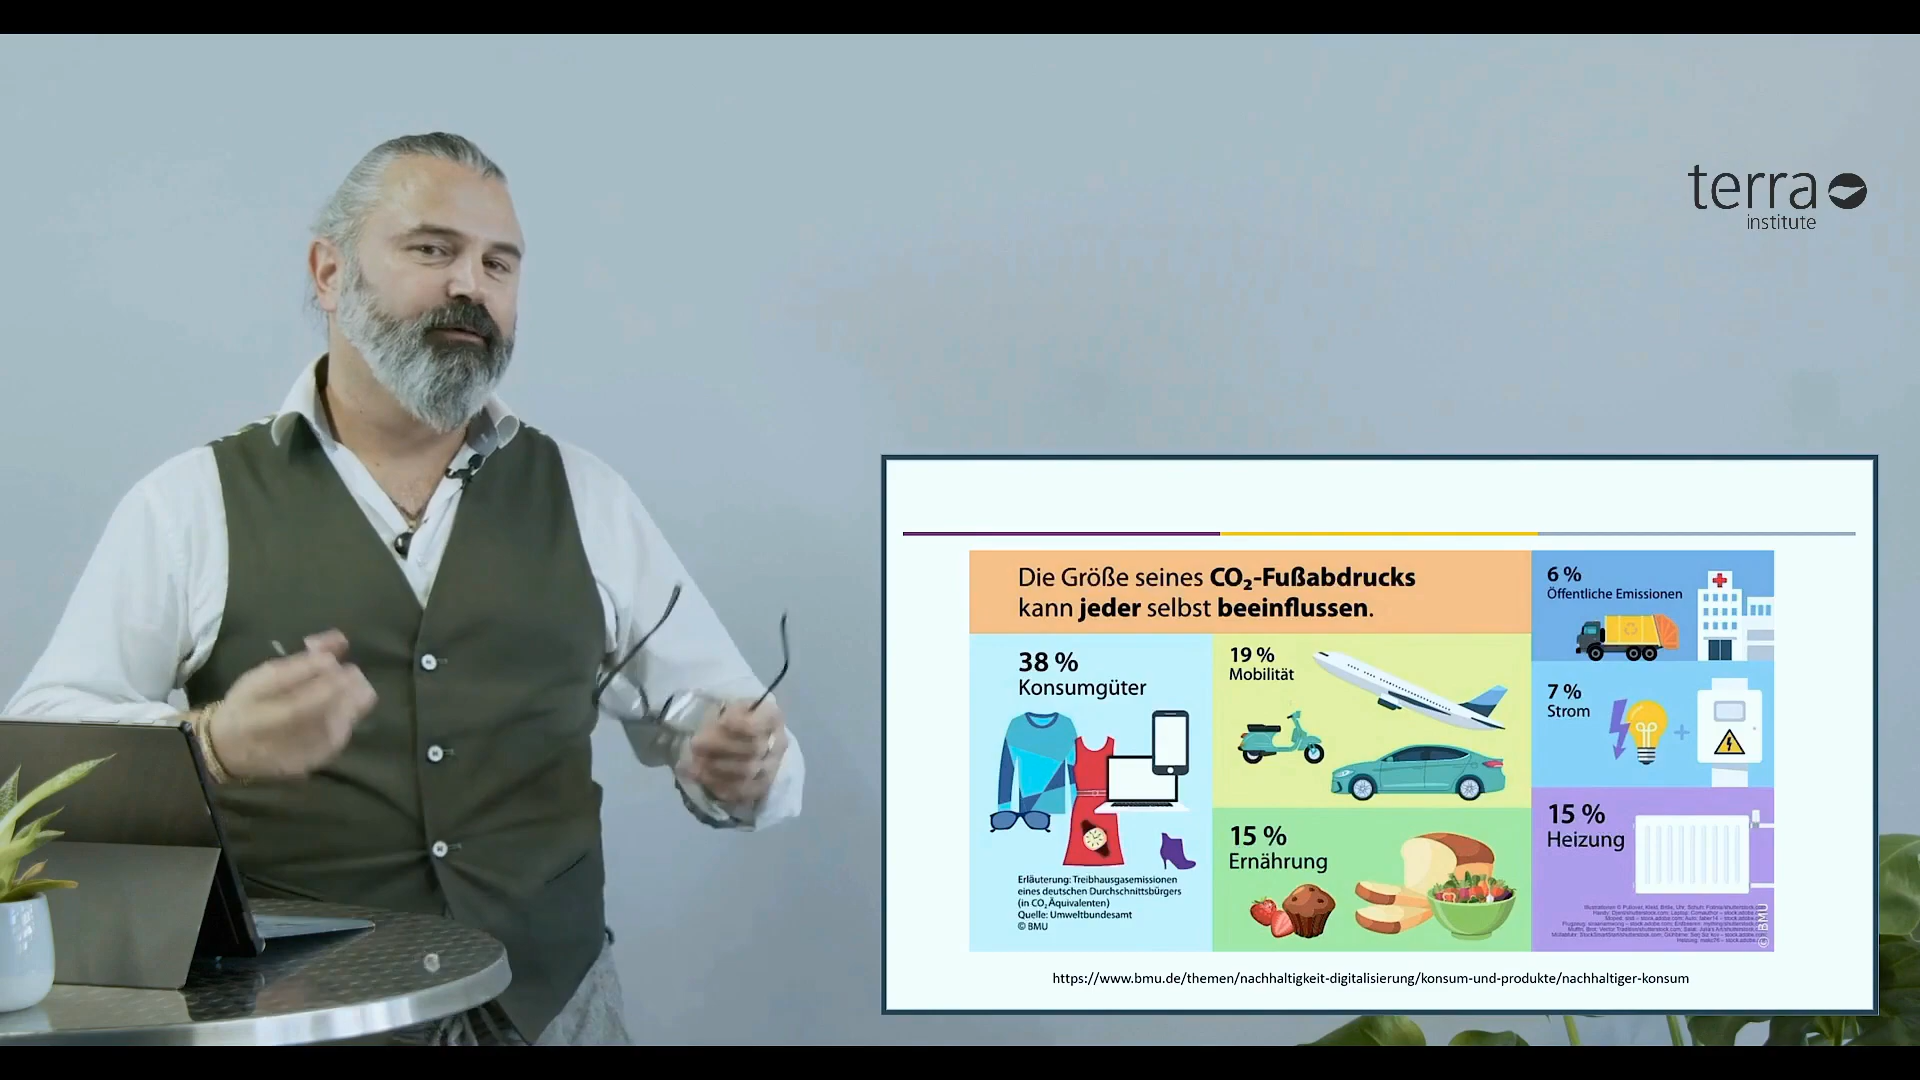 terra
institute
Die Größe seines CO₂-Fußabdrucks
kann jeder selbst beeinflussen.
38 %
Konsumgüter
Erläuterung: Treibhausgasemissionen
eines deutschen Durchschnittsbürgers
(in CO₂ Äquivalenten)
Quelle: Umweltbundesamt
© BMU
19 %
Mobilität
15 %
Ernährung
6 %
Öffentliche Emissionen
7 %
Strom
15 %
Heizung
© BMU
https://www.bmu.de/themen/nachhaltigkeit-digitalisierung/konsum-und-produkte/nachhaltiger-konsum